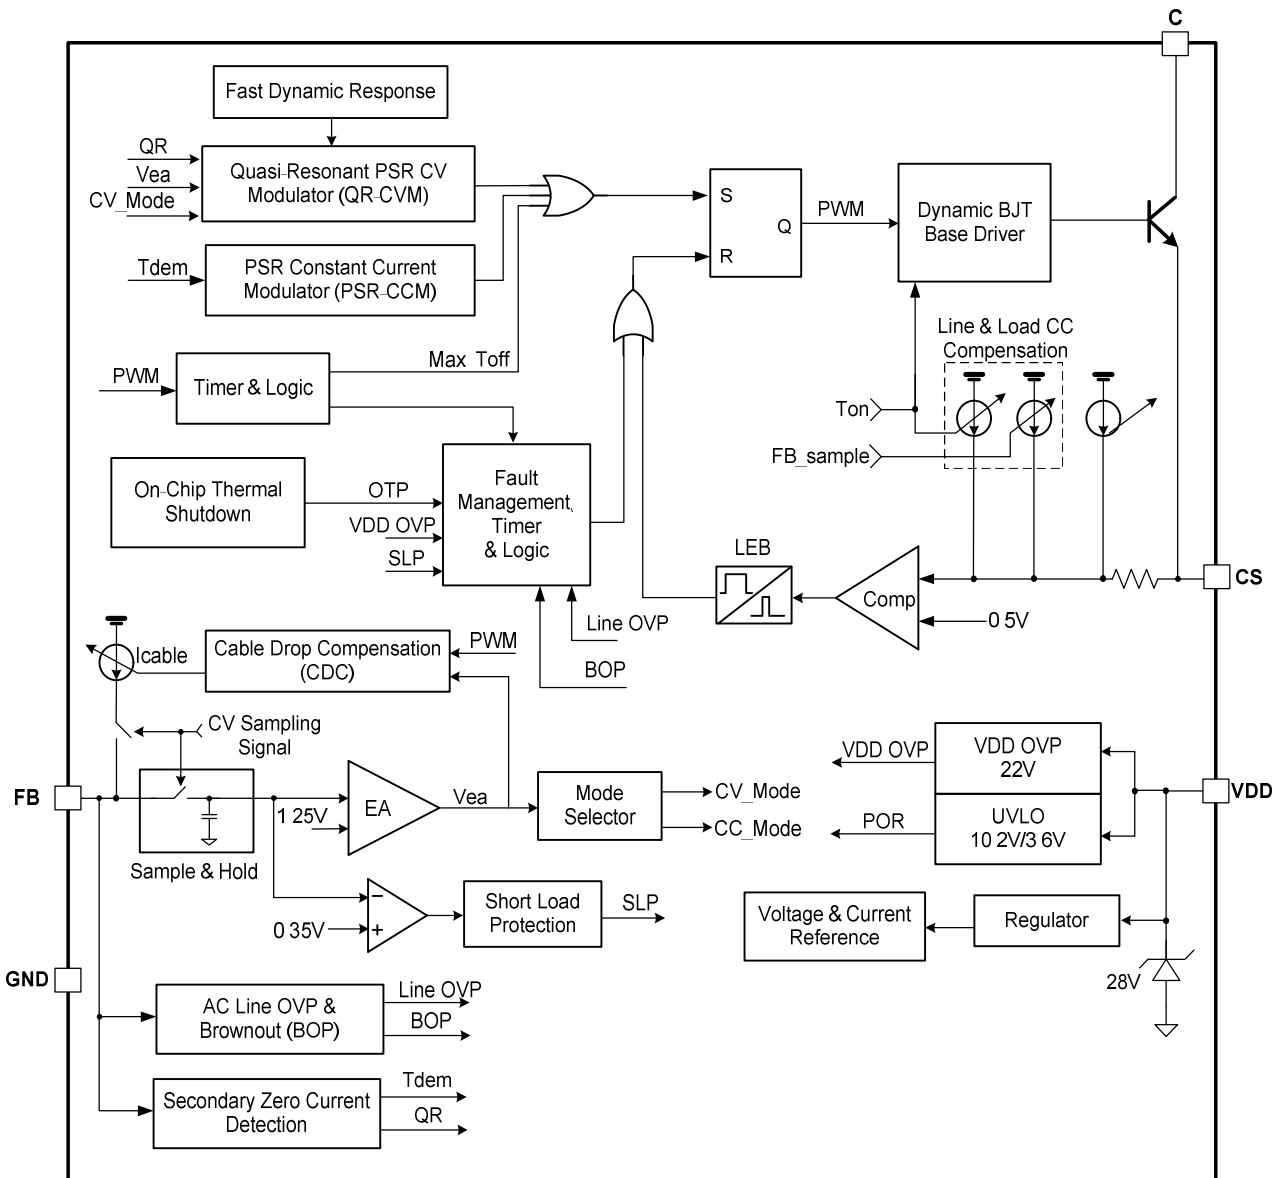 C
Fast Dynamic Response
QR
Vea
CV_Mode
Quasi-Resonant PSR CV
Modulator (QR-CVM)
S
R
Q
PWM
Dynamic BJT
Base Driver
Tdem
PSR Constant Current
Modulator (PSR-CCM)
Line & Load CC
Compensation
PWM
Timer & Logic
Max Toff
Ton
FB_sample
On-Chip Thermal
Shutdown
OTP
VDD OVP
SLP
Fault
Management,
Timer
& Logic
LEB
Comp
CS
0 5V
Line OVP
BOP
Icable
Cable Drop Compensation
(CDC)
PWM
CV Sampling
Signal
FB
Sample & Hold
1 25V
EA
Vea
Mode
Selector
CV_Mode
CC_Mode
VDD OVP
POR
VDD OVP
22V
UVLO
10 2V/3 6V
VDD
0 35V
−
+
Short Load
Protection
SLP
Voltage & Current
Reference
Regulator
28V
GND
AC Line OVP &
Brownout (BOP)
Line OVP
BOP
Secondary Zero Current
Detection
Tdem
QR